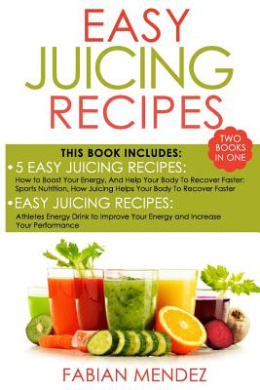 EASY
JUICING
RECIPES
TWO
BOOKS
IN ONE
THIS BOOK INCLUDES:
•5 EASY JUICING RECIPES:
How to Boost Your Energy, And Help Your Body To Recover Faster:
Sports Nutrition, How Juicing Helps Your Body To Recover Faster
•EASY JUICING RECIPES:
Athletes Energy Drink to Improve Your Energy and Increase
Your Performance
FABIAN MENDEZ